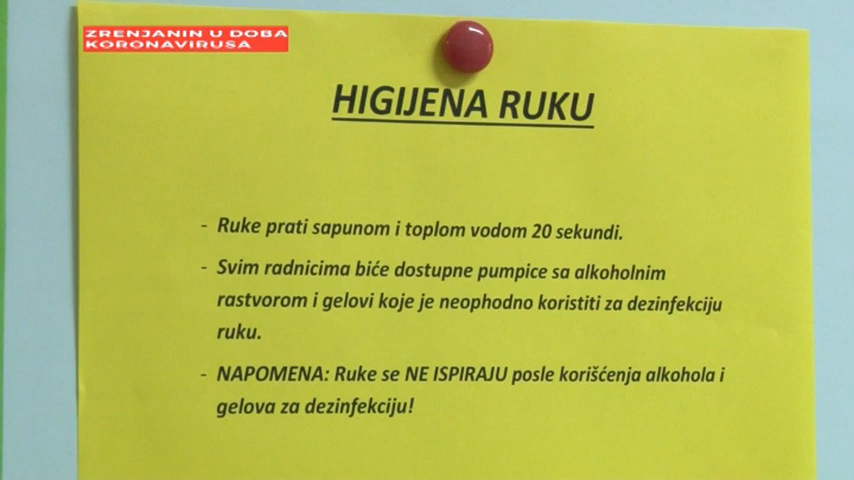 ZRENJANIN U DOBA
KORONAVIRUSA
HIGIJENA RUKU
- Ruke prati sapunom i toplom vodom 20 sekundi.
- Svim radnicima biće dostupne pumpice sa alkoholnim
rastvorom i gelovi koje je neophodno koristiti za dezinfekciju
ruku.
- NAPOMENA: Ruke se NE ISPIRAJU posle korišćenja alkohola i
gelova za dezinfekciju!